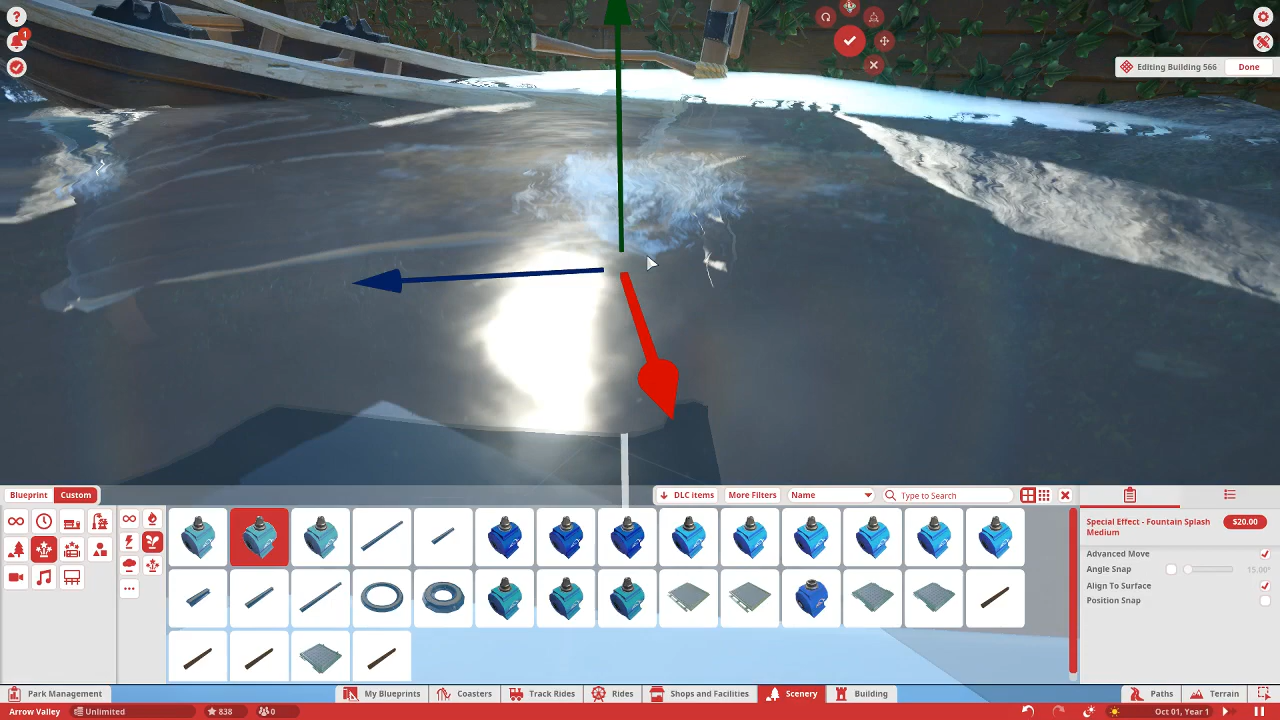 ?
1
Editing Building 566 Done
Blueprint Custom
DLC items More Filters Name Type to Search
Special Effect - Fountain Splash Medium $20.00
Advanced Move
Angle Snap 15.00°
Align To Surface
Position Snap
Park Management My Blueprints Coasters Track Rides Rides Shops and Facilities Scenery Building Paths Terrain
Arrow Valley Unlimited 838 0 Oct 01, Year 1